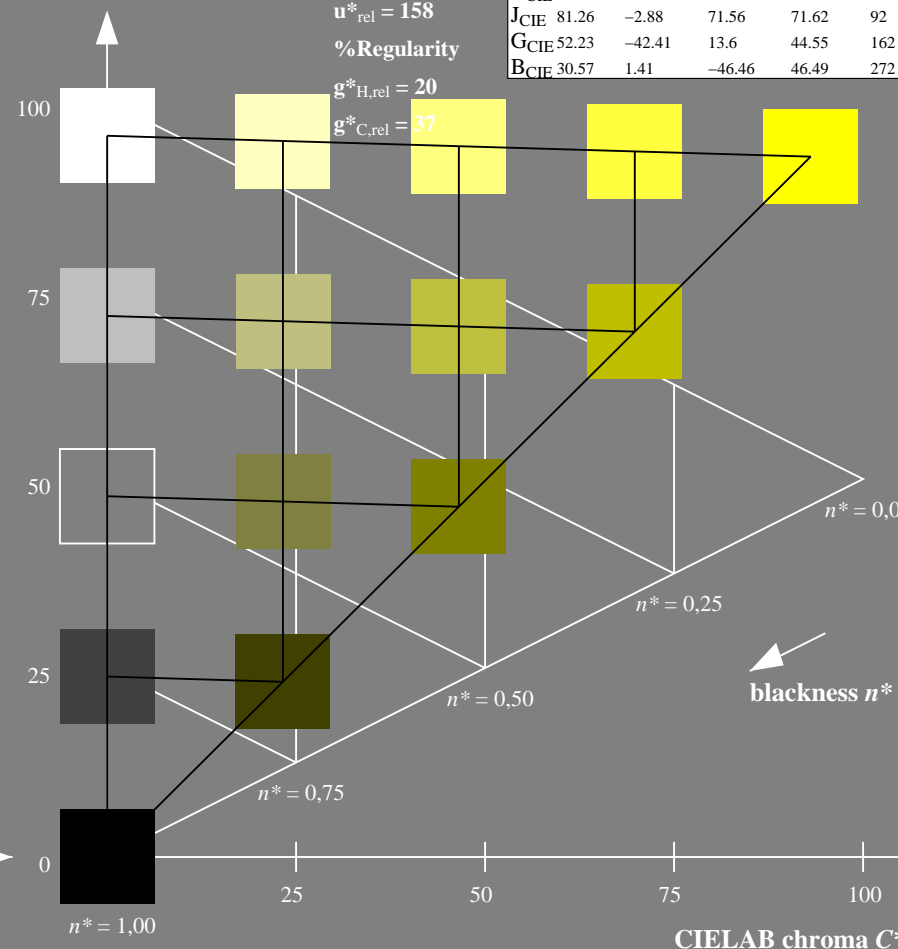 u*rel = 158
%Regularity
g*H,rel = 20
g*C,rel = 37
JCIE 81.26 −2.88 71.56 71.62 92
GCIE 52.23 −42.41 13.6 44.55 162
BCIE 30.57 1.41 −46.46 46.49 272
100
75
50
n* = 0,0
n* = 0,25
25
blackness n*
n* = 0,50
n* = 0,75
0
25 50 75 100
n* = 1,00
CIELAB chroma C*